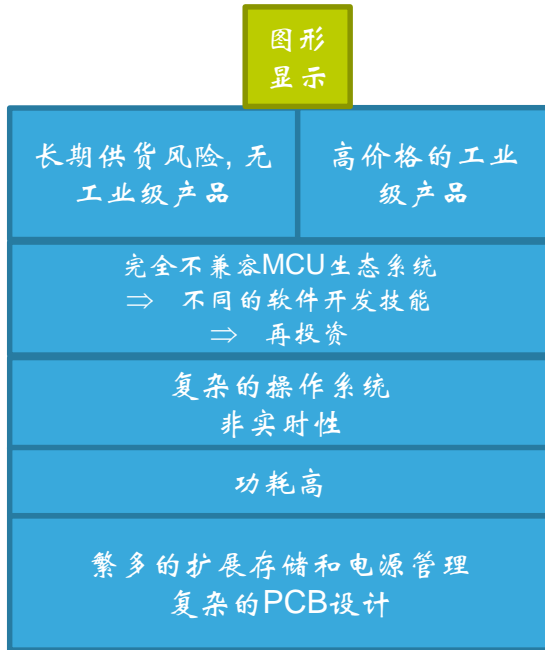 图形
显示
长期供货风险, 无
工业级产品
高价格的工业
级产品
完全不兼容MCU生态系统
⇒ 不同的软件开发技能
⇒ 再投资
复杂的操作系统
非实时性
功耗高
繁多的扩展存储和电源管理
复杂的PCB设计